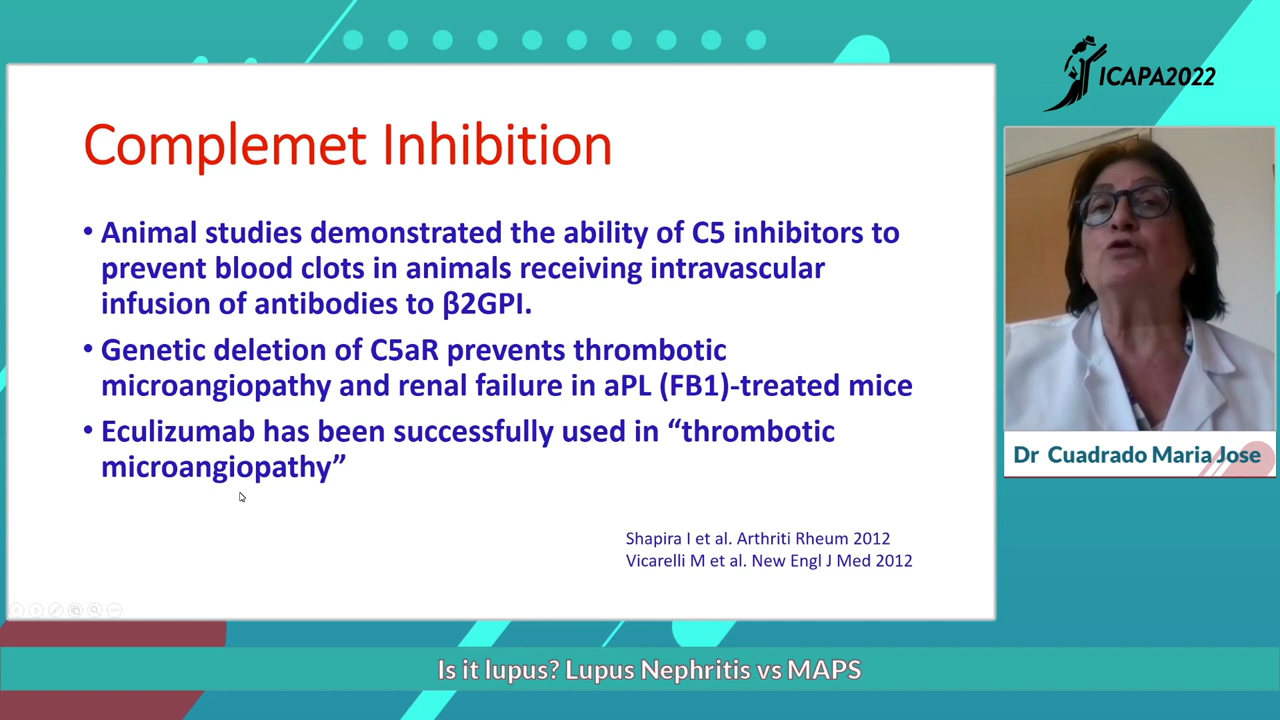 ICAPA2022
Complemet Inhibition
• Animal studies demonstrated the ability of C5 inhibitors to
prevent blood clots in animals receiving intravascular
infusion of antibodies to β2GPI.
• Genetic deletion of C5aR prevents thrombotic
microangiopathy and renal failure in aPL (FB1)-treated mice
• Eculizumab has been successfully used in “thrombotic
microangiopathy”
Shapira I et al. Arthriti Rheum 2012
Vicarelli M et al. New Engl J Med 2012
Dr Cuadrado Maria Jose
Is it lupus? Lupus Nephritis vs MAPS